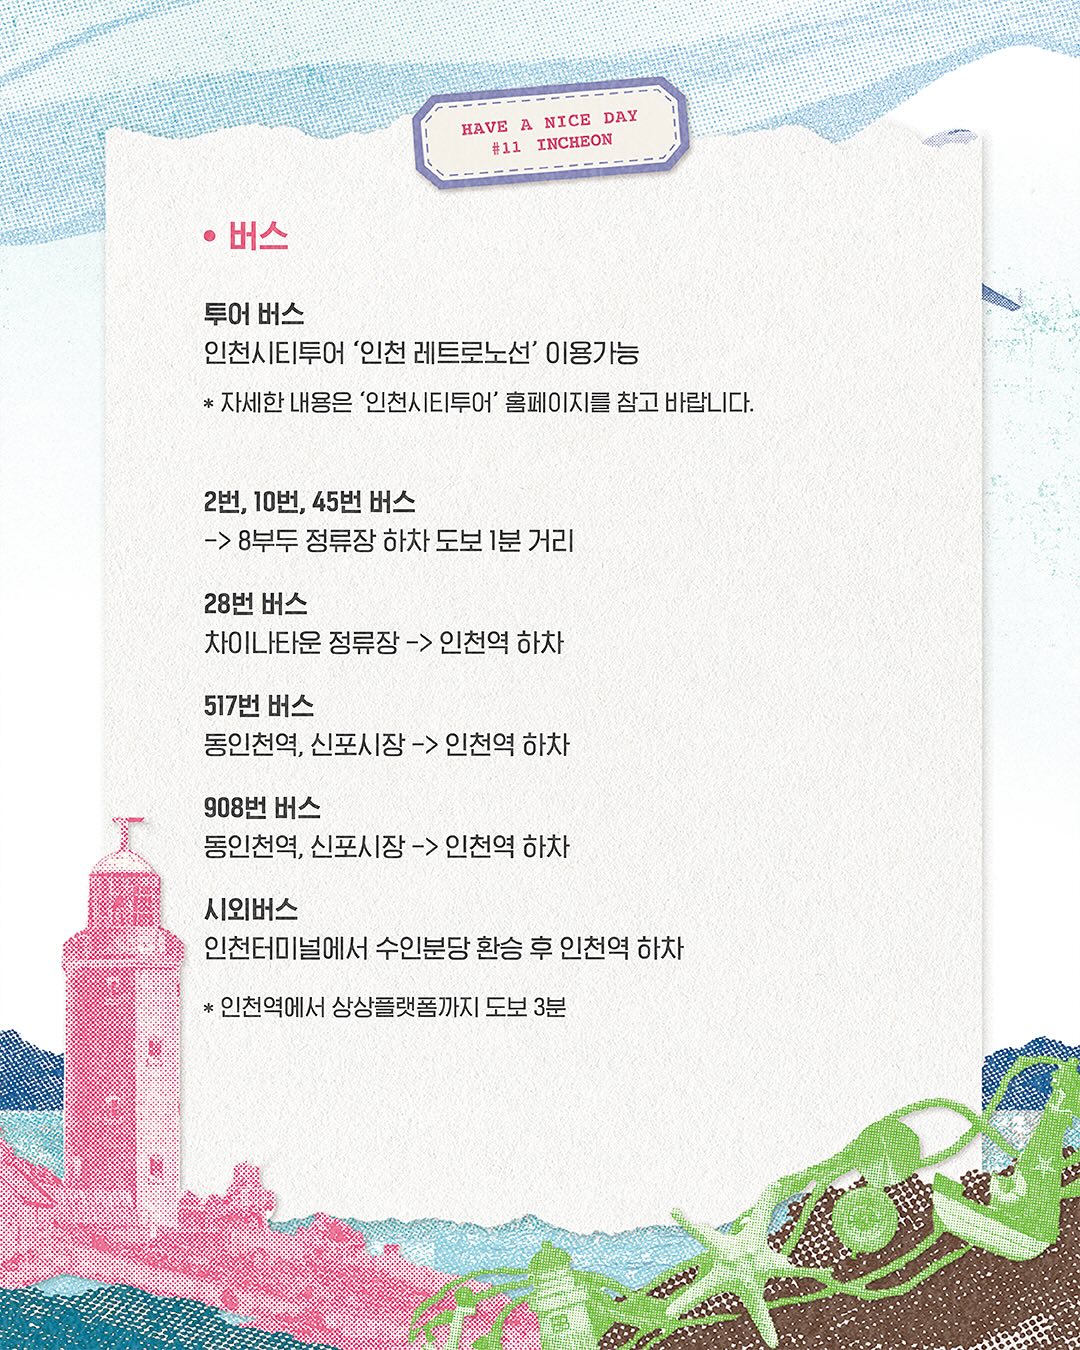 HAVE A NICE DAY
#11 INCHEON
• 버스
투어 버스
인천시티투어 ‘인천 레트로노선’ 이용가능
* 자세한 내용은 ‘인천시티투어’ 홈페이지를 참고 바랍니다.
2번, 10번, 45번 버스
-> 8부두 정류장 하차 도보 1분 거리
28번 버스
차이나타운 정류장 -> 인천역 하차
517번 버스
동인천역, 신포시장 -> 인천역 하차
908번 버스
동인천역, 신포시장 -> 인천역 하차
시외버스
인천터미널에서 수인분당 환승 후 인천역 하차
* 인천역에서 상상플랫폼까지 도보 3분